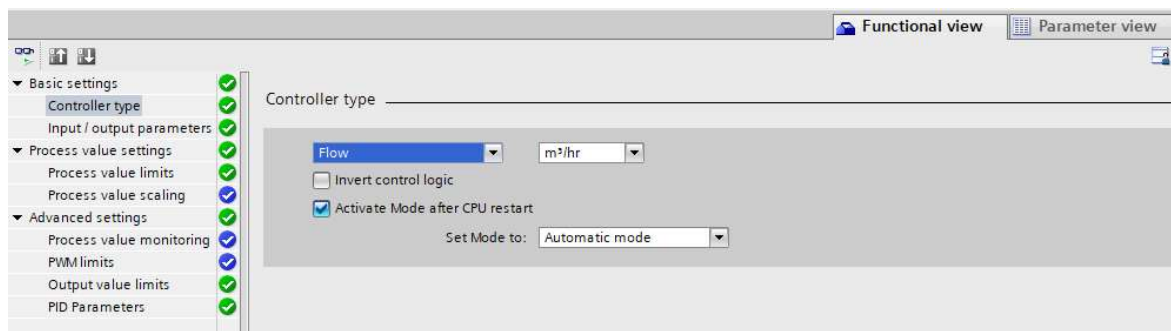 Functional view
Parameter view
Basic settings
Controller type
Input / output parameters
Process value settings
Process value limits
Process value scaling
Advanced settings
Process value monitoring
PWM limits
Output value limits
PID Parameters
Controller type
Flow
m³/hr
Invert control logic
Activate Mode after CPU restart
Set Mode to:
Automatic mode